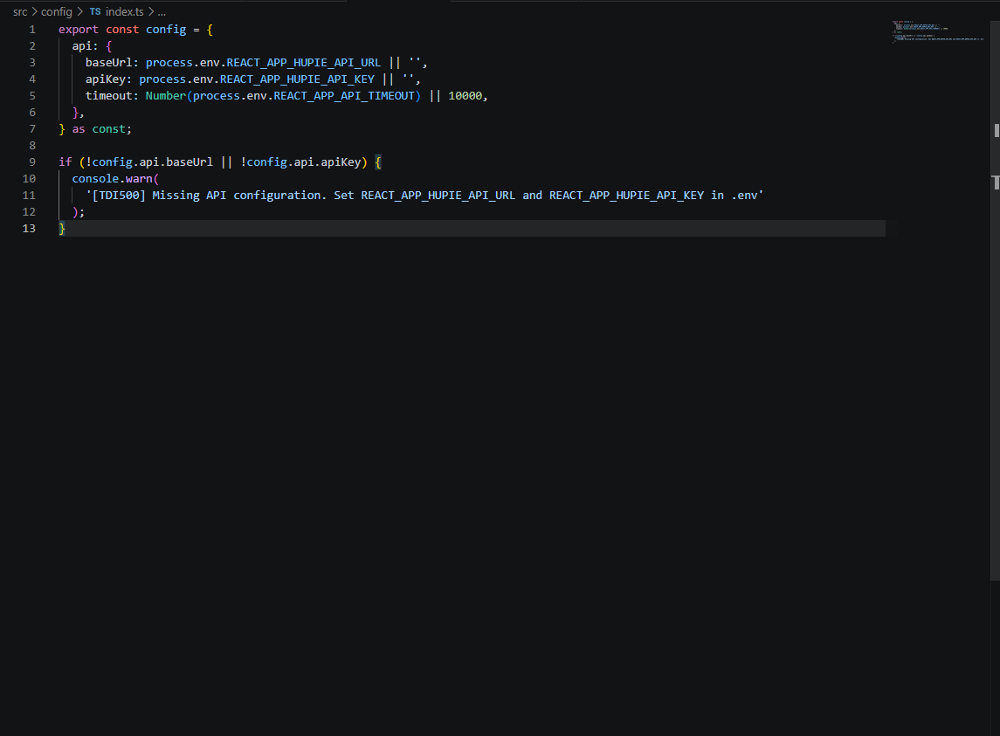 src > config > TS index.ts > ...
1 export const config = {
2   api: {
3     baseUrl: process.env.REACT_APP_HUPIE_API_URL || '',
4     apiKey: process.env.REACT_APP_HUPIE_API_KEY || '',
5     timeout: Number(process.env.REACT_APP_API_TIMEOUT) || 10000,
6   },
7 } as const;
8
9 if (!config.api.baseUrl || !config.api.apiKey) {
10   console.warn(
11     '[TDI500] Missing API configuration. Set REACT_APP_HUPIE_API_URL and REACT_APP_HUPIE_API_KEY in .env'
12   );
13 }